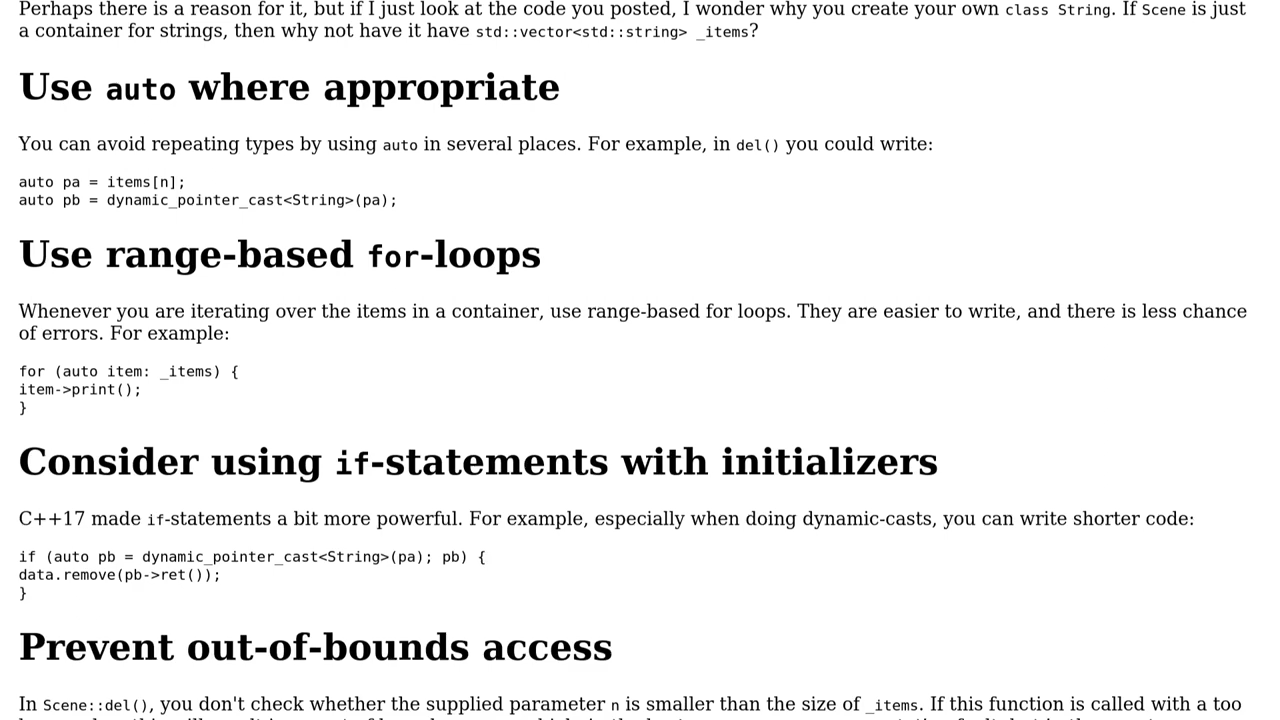 Perhaps there is a reason for it, but if I just look at the code you posted, I wonder why you create your own class String. If Scene is just
a container for strings, then why not have it have std::vector<std::string> _items?
Use auto where appropriate
You can avoid repeating types by using auto in several places. For example, in del() you could write:
auto pa = items[n];
auto pb = dynamic_pointer_cast<String>(pa);
Use range-based for-loops
Whenever you are iterating over the items in a container, use range-based for loops. They are easier to write, and there is less chance
of errors. For example:
for (auto item: _items) {
item->print();
}
Consider using if-statements with initializers
C++17 made if-statements a bit more powerful. For example, especially when doing dynamic-casts, you can write shorter code:
if (auto pb = dynamic_pointer_cast<String>(pa); pb) {
data.remove(pb->ret());
}
Prevent out-of-bounds access
In Scene::del(), you don't check whether the supplied parameter n is smaller than the size of _items. If this function is called with a too